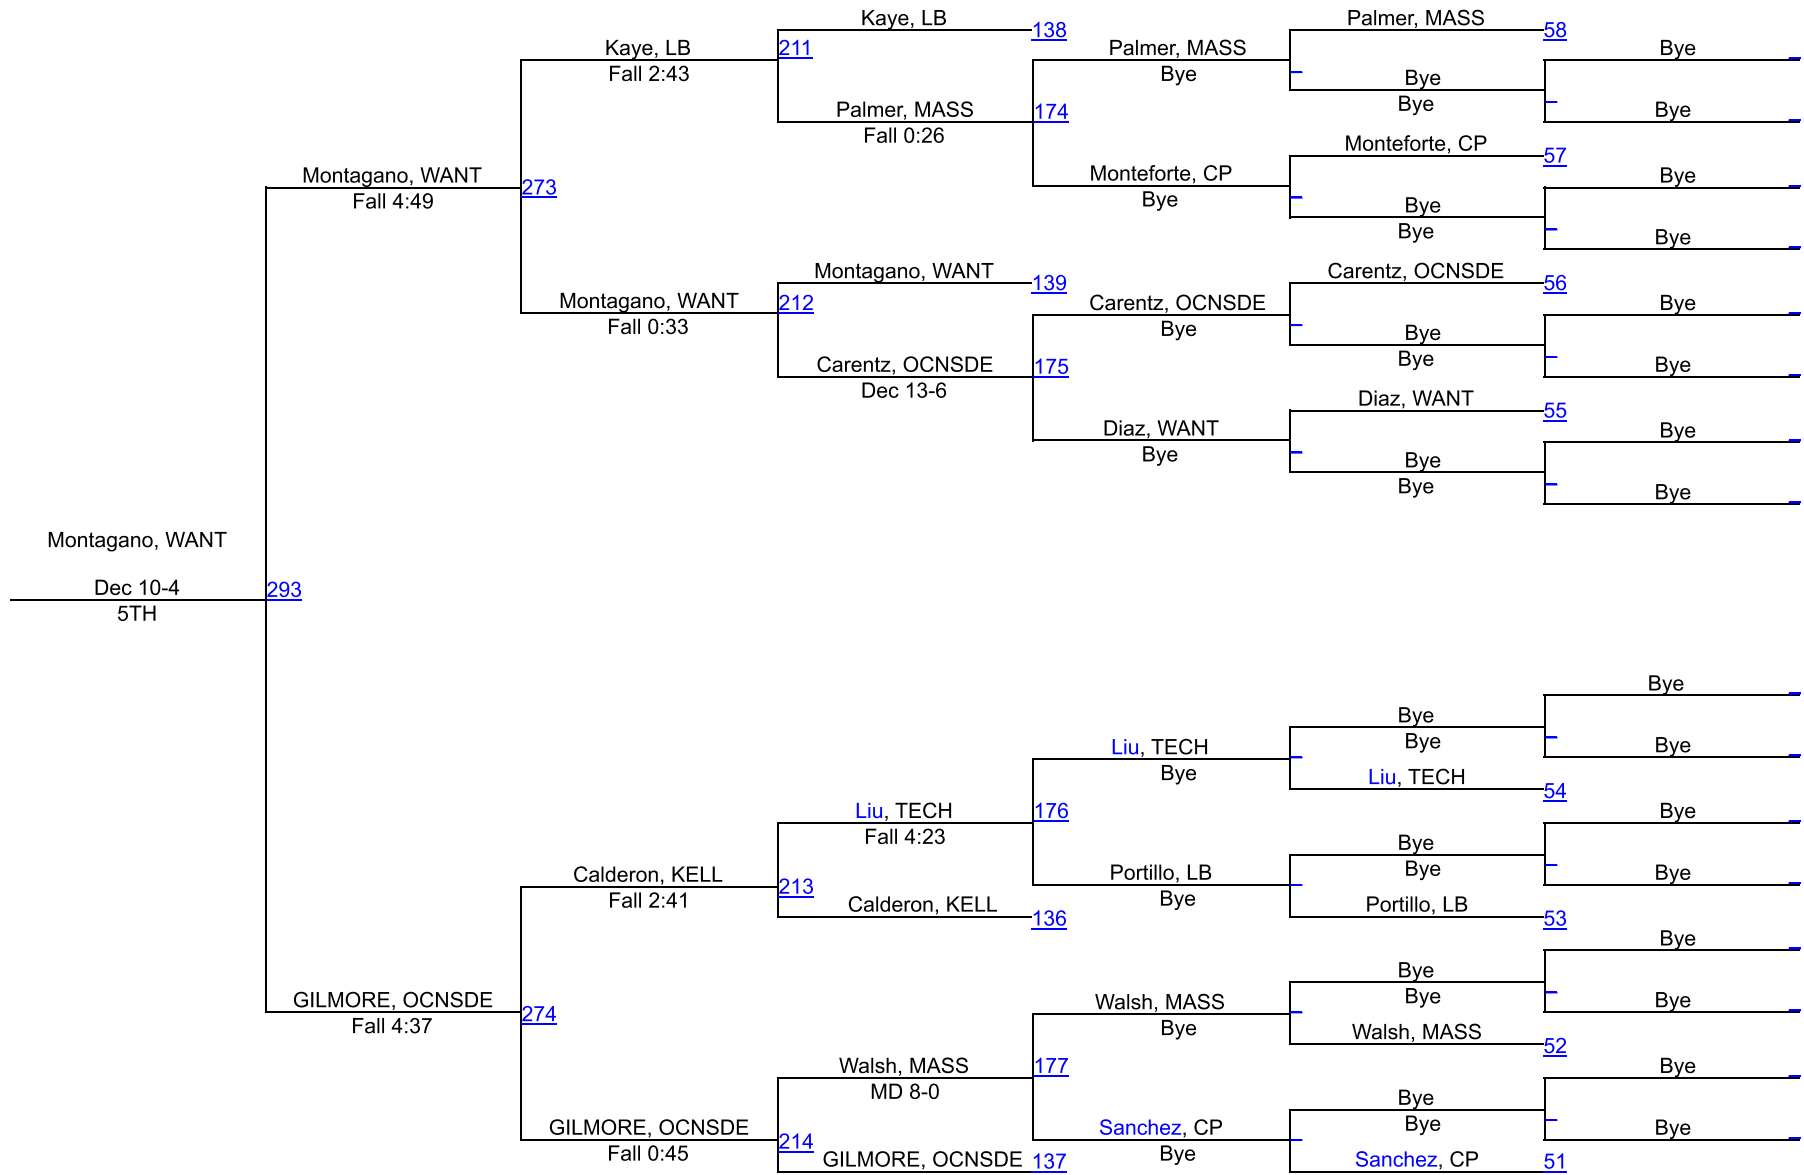 Kaye, LB
Palmer, MASS
138
58
Kaye, LB
211
Palmer, MASS
Bye
Fall 2:43
Bye
Bye
Bye
Palmer, MASS
174
Bye
Fall 0:26
Monteforte, CP
57
Montagano, WANT
273
Monteforte, CP
Bye
Fall 4:49
Bye
Bye
Bye
Bye
Montagano, WANT
139
Carentz, OCNSDE
56
Montagano, WANT
212
Carentz, OCNSDE
Bye
Fall 0:33
Bye
Bye
Bye
Carentz, OCNSDE
175
Bye
Dec 13-6
Diaz, WANT
55
Diaz, WANT
Bye
Bye
Bye
Bye
Bye
Montagano, WANT
Dec 10-4
293
5TH
Bye
Bye
Liu, TECH
Bye
Bye
Bye
Liu, TECH
54
Liu, TECH
176
Bye
Fall 4:23
Bye
Calderon, KELL
213
Portillo, LB
Bye
Bye
Fall 2:41
Bye
Calderon, KELL
136
Portillo, LB
53
Bye
GILMORE, OCNSDE
274
Walsh, MASS
Bye
Fall 4:37
Bye
Bye
Bye
Walsh, MASS
52
Walsh, MASS
177
Bye
MD 8-0
Bye
GILMORE, OCNSDE
214
Sanchez, CP
Bye
Bye
Fall 0:45
Bye
GILMORE, OCNSDE
137
Sanchez, CP
51